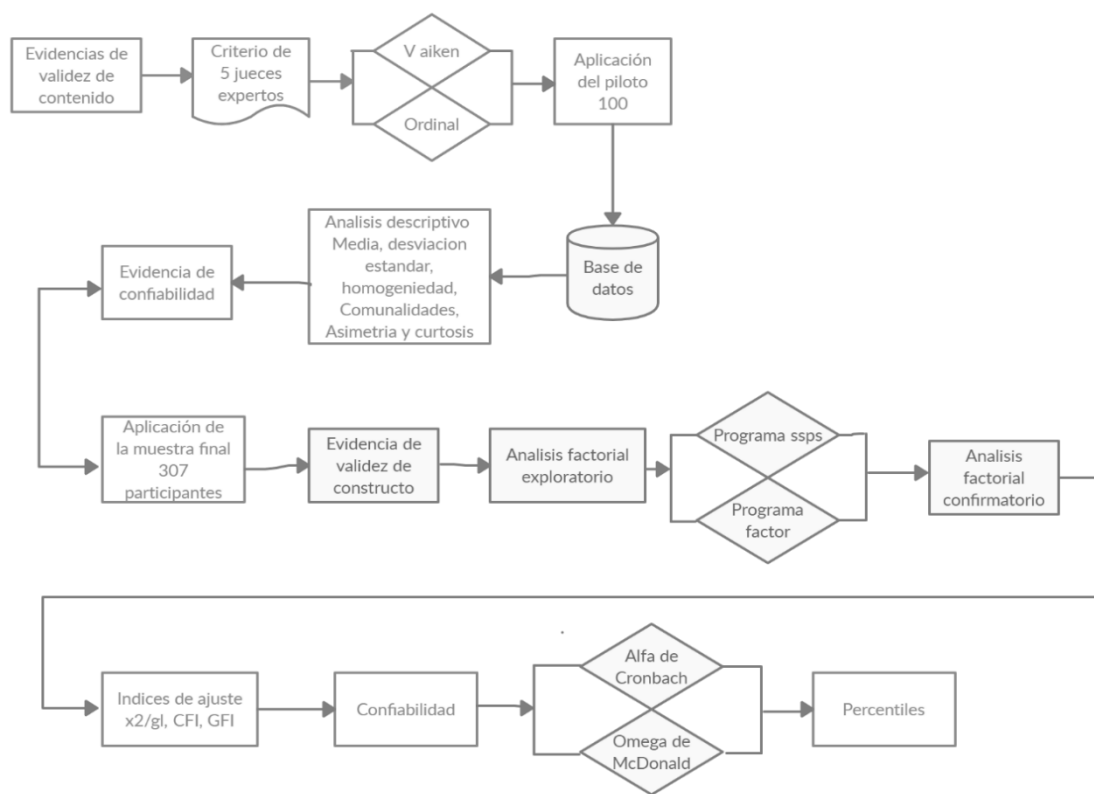 Evidencias de
validez de
contenido
Criterio de
5 jueces
expertos
V aiken
Ordinal
Aplicación
del piloto
100
Base de
datos
Analisis descriptivo
Media, desviacion
estandar,
homogeniedad,
Comunalidades,
Asimetria y curtosis
Evidencia de
confiabilidad
Aplicación de
la muestra final
307
participantes
Evidencia de
validez de
constructo
Analisis factorial
exploratorio
Programa ssps
Programa
factor
Analisis
factorial
confirmatorio
Indices de ajuste
x2/gl, CFI, GFI
Confiabilidad
Alfa de
Cronbach
Omega de
McDonald
Percentiles